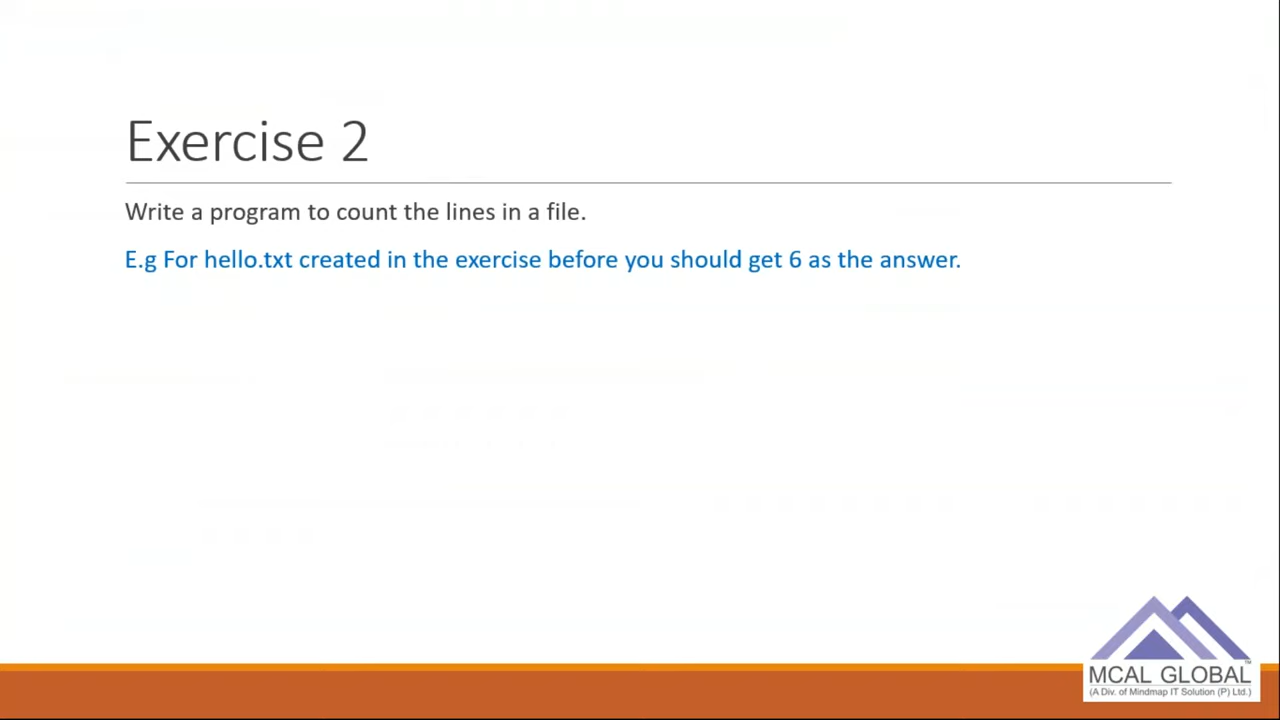 Exercise 2
Write a program to count the lines in a file.
E.g For hello.txt created in the exercise before you should get 6 as the answer.
MCAL GLOBAL™
(A Div. of Mindmap IT Solution (P) Ltd.)